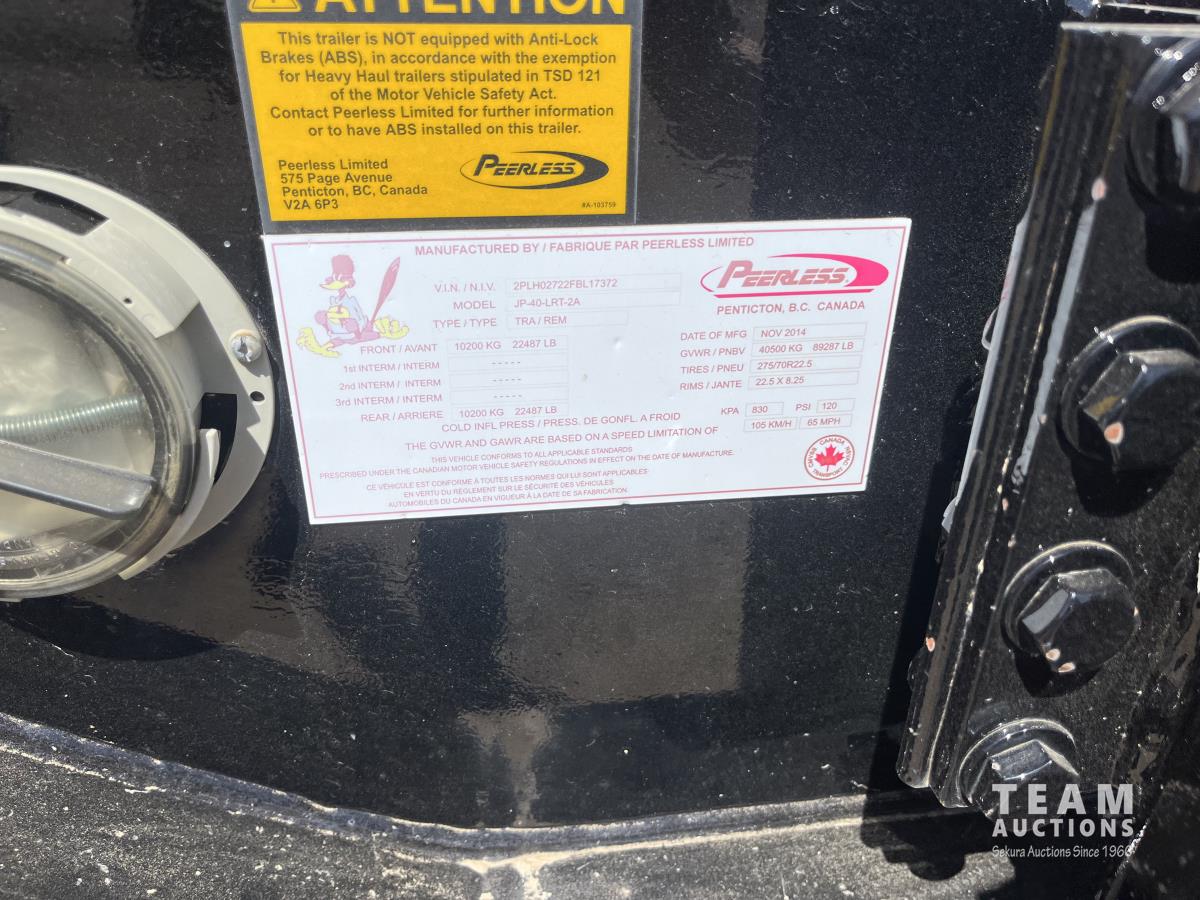 ATTENTION
This trailer is NOT equipped with Anti-Lock
Brakes (ABS), in accordance with the exemption
for Heavy Haul trailers stipulated in TSD 121
of the Motor Vehicle Safety Act.
Contact Peerless Limited for further information
or to have ABS installed on this trailer.
Peerless Limited
575 Page Avenue
Penticton, BC, Canada
V2A 6P3
PEERLESS
#A-103759
MANUFACTURED BY / FABRIQUE PAR PEERLESS LIMITED
PEERLESS
PENTICTON, B.C. CANADA
V.I.N. / N.I.V. 2PLH02722FBL17372
MODEL JP-40-LRT-2A
TYPE / TYPE TRA / REM
FRONT / AVANT 10200 KG 22487 LB
1st INTERM / INTERM -----
2nd INTERM / INTERM -----
3rd INTERM / INTERM -----
REAR / ARRIERE 10200 KG 22487 LB
DATE OF MFG NOV 2014
GVWR / PNBV 40500 KG 89287 LB
TIRES / PNEU 275/70R22.5
RIMS / JANTE 22.5 X 8.25
COLD INFL PRESS / PRESS. DE GONFL. A FROID KPA 830 PSI 120
THE GVWR AND GAWR ARE BASED ON A SPEED LIMITATION OF 105 KM/H 65 MPH
THIS VEHICLE CONFORMS TO ALL APPLICABLE STANDARDS
PRESCRIBED UNDER THE CANADIAN MOTOR VEHICLE SAFETY REGULATIONS IN EFFECT ON THE DATE OF MANUFACTURE.
CE VÉHICULE EST CONFORME À TOUTES LES NORMES QUI LUI SONT APPLICABLES
EN VERTU DU RÈGLEMENT SUR LE SÉCURITÉ DES VÉHICULES
AUTOMOBILES DU CANADA EN VIGUEUR À LA DATE DE SA FABRICATION.
CANADA
TRANSPORT
TEAM
AUCTIONS
Sekura Auctions Since 1966